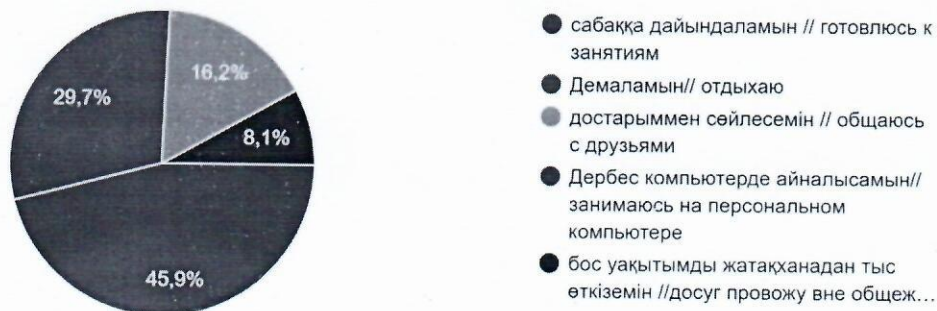 16,2%
29,7%
8,1%
45,9%
сабаққа дайындаламын // готовлюсь к
занятиям
Демаламын// отдыхаю
достарыммен сөйлесемін // общаюсь
с друзьями
Дербес компьютерде айналысамын//
занимаюсь на персональном
компьютере
бос уақытымды жатақханадан тыс
өткіземін //досуг провожу вне общеж…